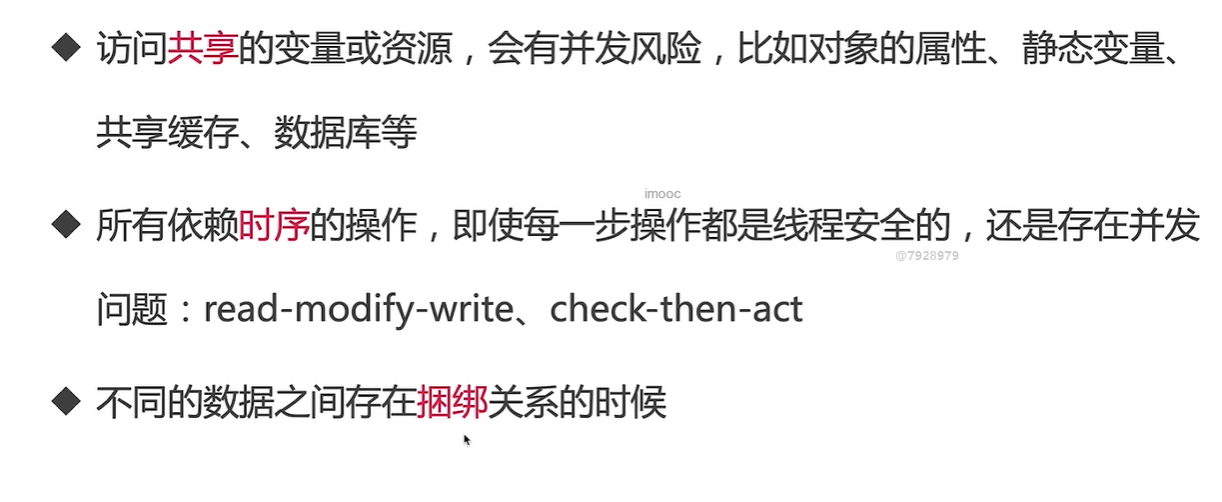 ◆ 访问共享的变量或资源，会有并发风险，比如对象的属性、静态变量、
共享缓存、数据库等
imooc
◆ 所有依赖时序的操作，即使每一步操作都是线程安全的，还是存在并发
@7928979
问题：read-modify-write、check-then-act
◆ 不同的数据之间存在捆绑关系的时候